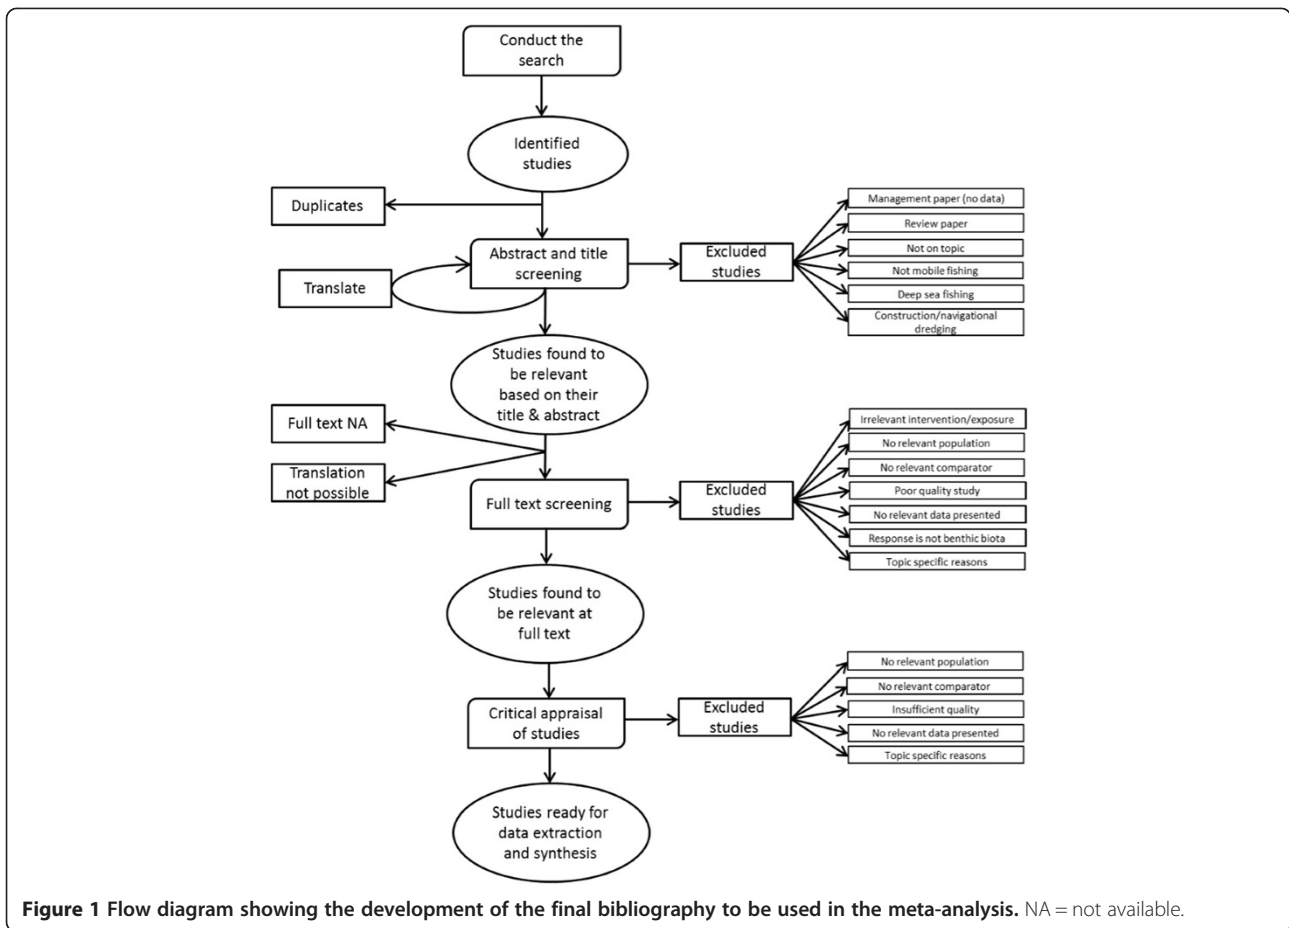 Conduct the
search
Identified
studies
Duplicates
Abstract and title
screening
Translate
Excluded
studies
Management paper (no data)
Review paper
Not on topic
Not mobile fishing
Deep sea fishing
Construction/navigational
dredging
Studies found to
be relevant
based on their
title & abstract
Full text NA
Translation
not possible
Full text screening
Excluded
studies
Irrelevant intervention/exposure
No relevant population
No relevant comparator
Poor quality study
No relevant data presented
Response is not benthic biota
Topic specific reasons
Studies found to
be relevant at
full text
Critical appraisal
of studies
Excluded
studies
No relevant population
No relevant comparator
Insufficient quality
No relevant data presented
Topic specific reasons
Studies ready for
data extraction
and synthesis
Figure 1 Flow diagram showing the development of the final bibliography to be used in the meta-analysis. NA = not available.